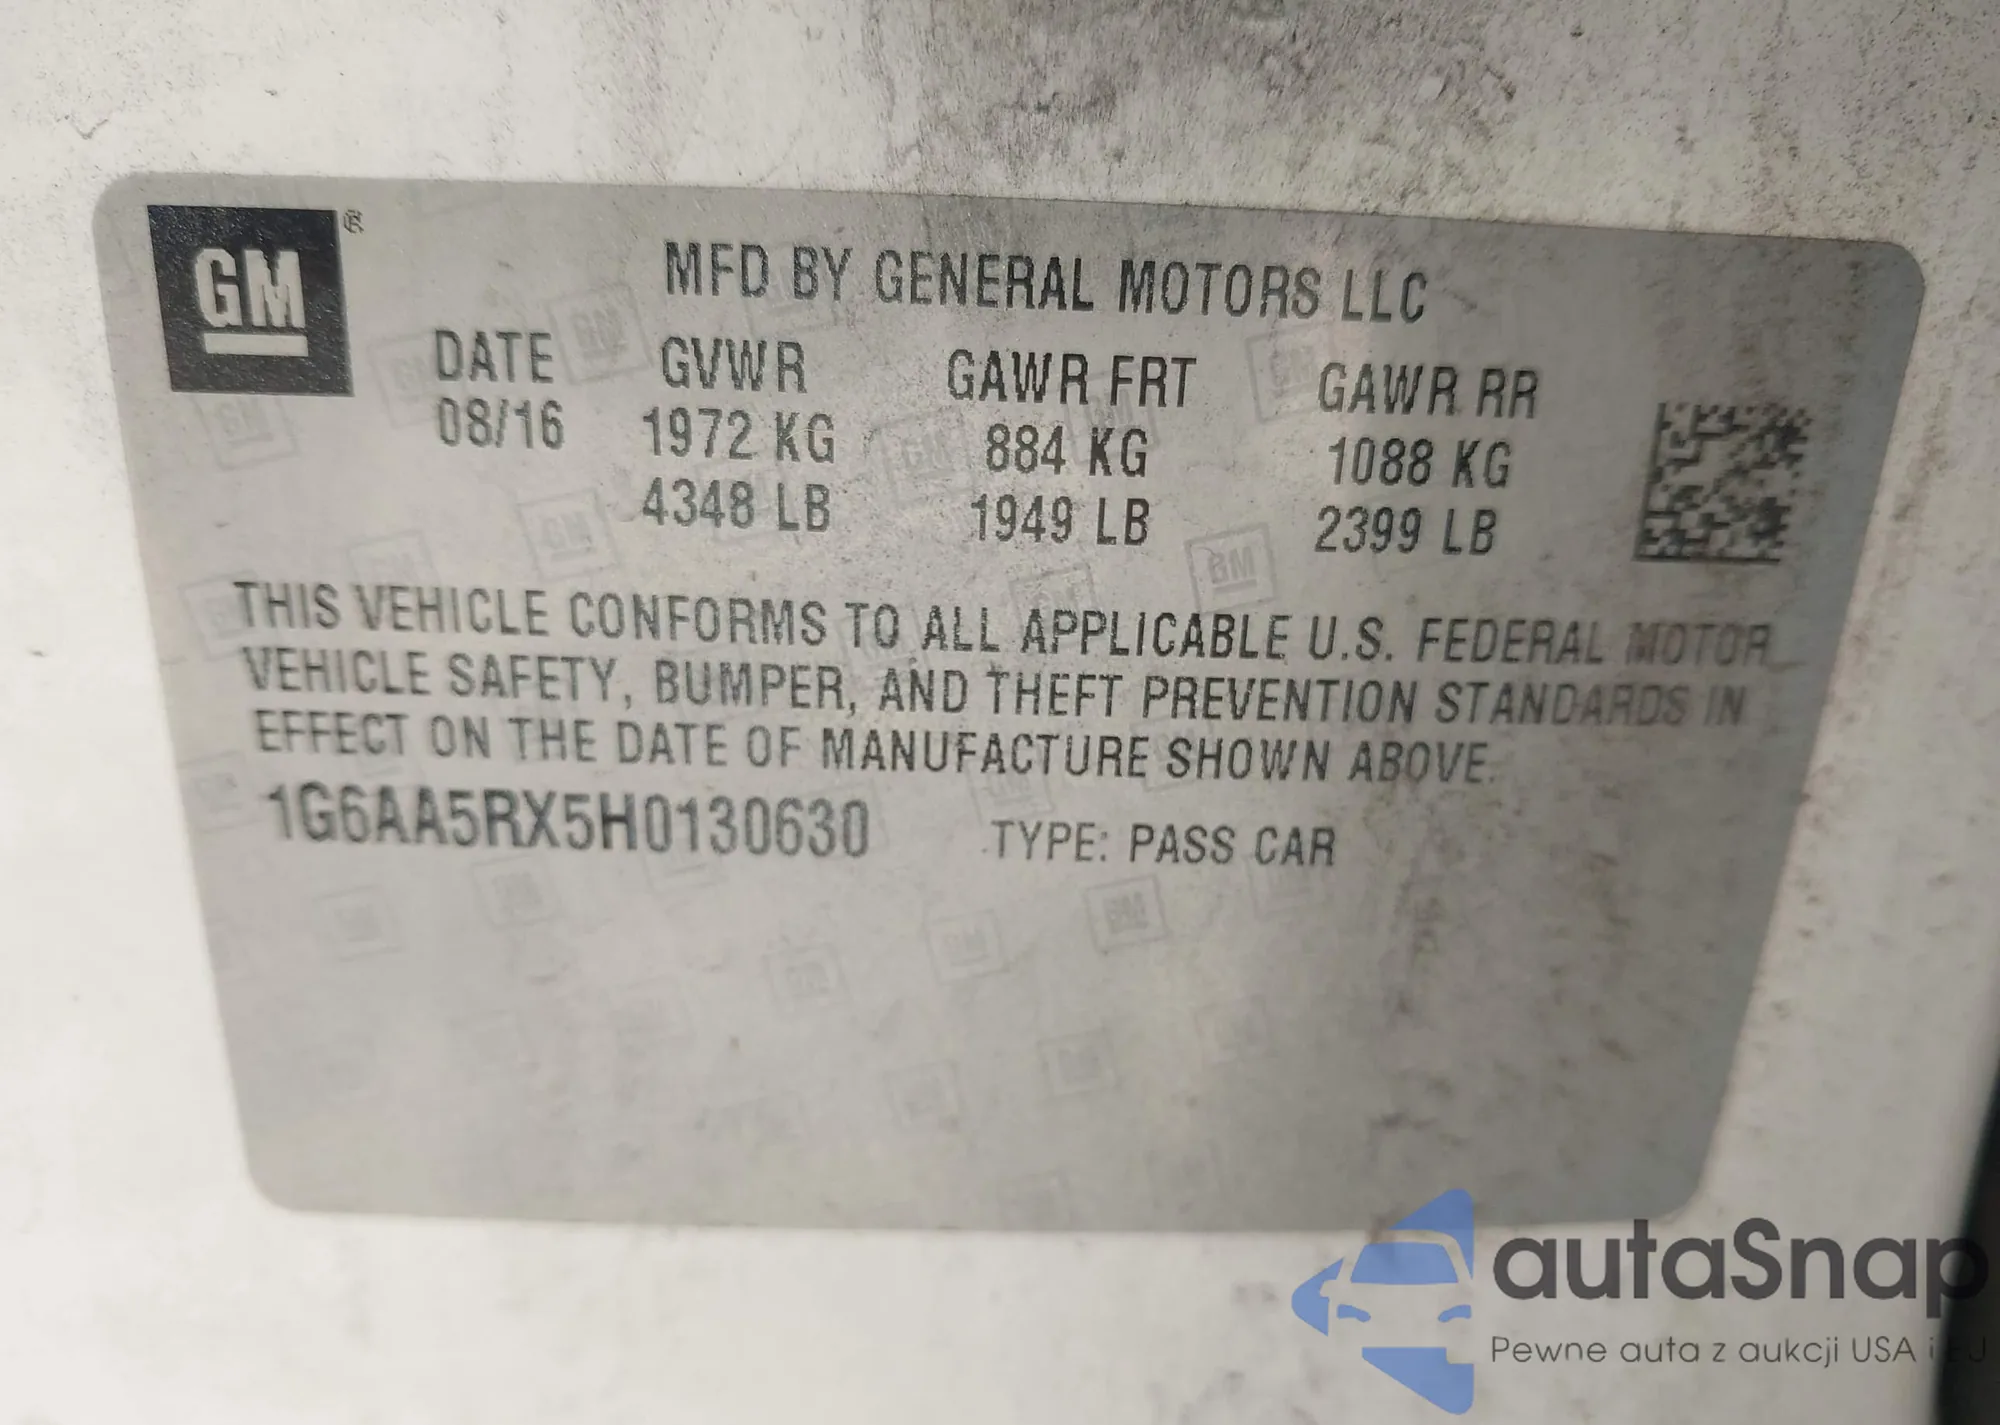 GM®
MFD BY GENERAL MOTORS LLC
DATE GVWR GAWR FRT GAWR RR
08/16 1972 KG 884 KG 1088 KG
4348 LB 1949 LB 2399 LB
THIS VEHICLE CONFORMS TO ALL APPLICABLE U.S. FEDERAL MOTOR
VEHICLE SAFETY, BUMPER, AND THEFT PREVENTION STANDARDS IN
EFFECT ON THE DATE OF MANUFACTURE SHOWN ABOVE.
1G6AA5RX5H0130630 TYPE: PASS CAR
autaSnap
Pewne auta z aukcji USA i EU